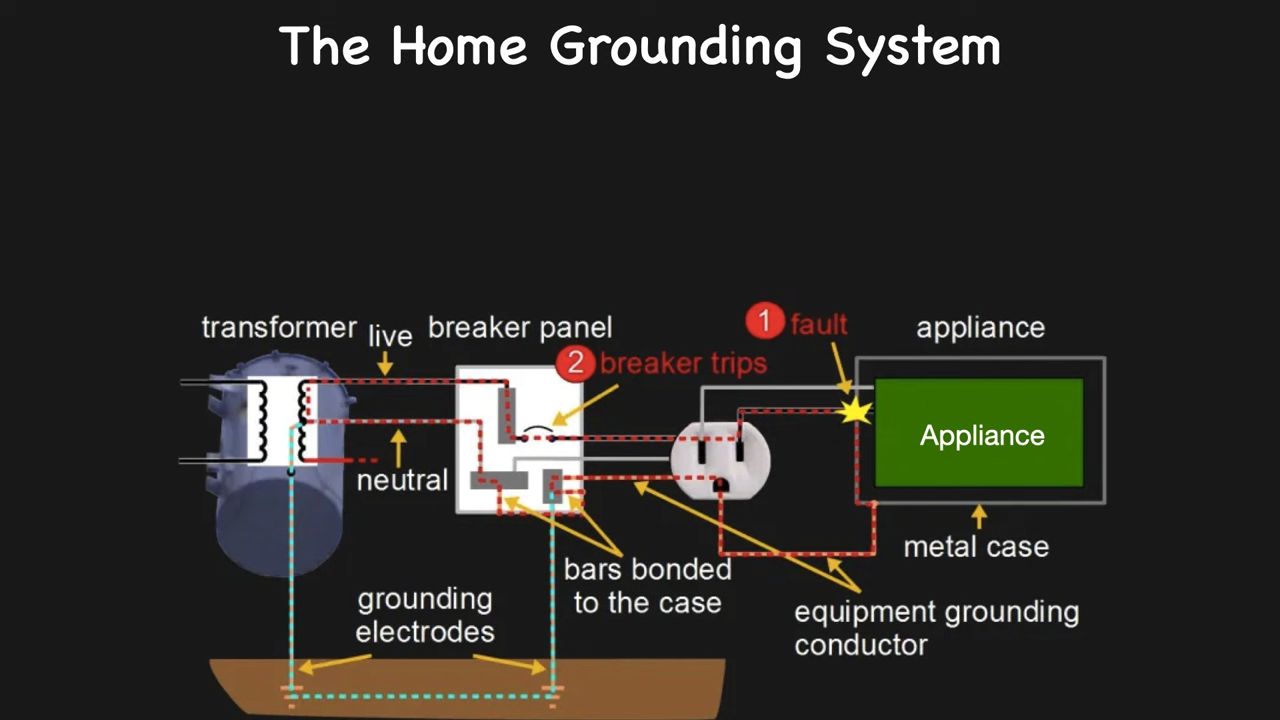 The Home Grounding System
transformer
live
breaker panel
1 fault
appliance
2 breaker trips
Appliance
neutral
metal case
bars bonded
to the case
grounding
electrodes
equipment grounding
conductor